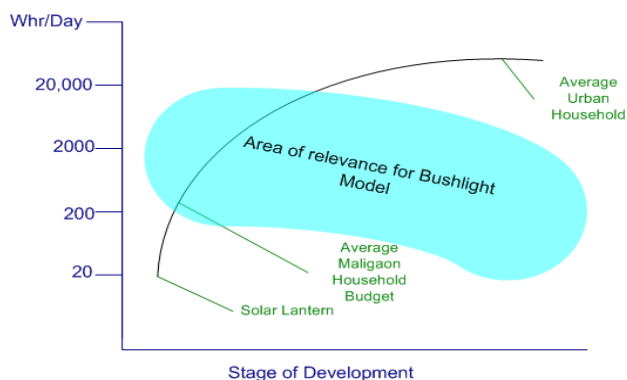 Whr/Day
20,000
2000
200
20
Average
Urban
Household
Area of relevance for Bushlight
Model
Average
Maligaon
Household
Budget
Solar Lantern
Stage of Development